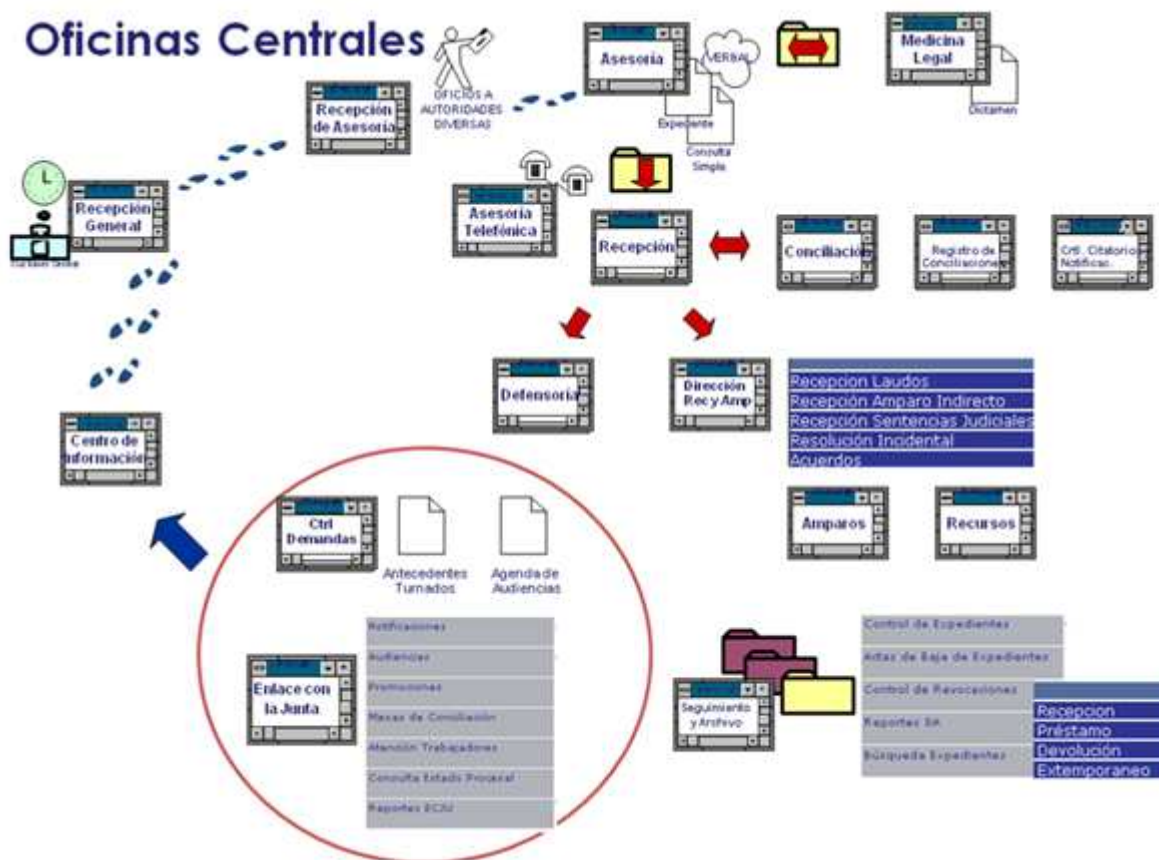 Oficinas Centrales
OFICIOS A
AUTORIDADES
DIVERSAS
Recepción
de Asesoría
Asesoría
VERBAL
Expediente
Consulta
Simple
Medicina
Legal
Dictamen
Recepción
General
Asesoría
Telefónica
Recepción
Conciliación
Registro de
Conciliaciones
Citatorio
Notificac.
Defensoría
Dirección
Rec y Amp
Recepcion Laudos
Recepción Amparo Indirecto
Recepción Sentencias Judiciales
Resolución Incidental
Acuerdos
Centro de
Información
Amparos
Recursos
Ctrl
Demandas
Antecedentes
Turnados
Agenda de
Audiencias
Enlace con
la Junta
Notificaciones
Audiencias
Promociones
Mesas de Conciliación
Atención Trabajadores
Consulta Estado Procesal
Reportes ECJU
Seguimiento
y Archivo
Control de Expedientes
Actas de Baja de Expedientes
Control de Revocaciones
Reportes SA
Búsqueda Expedientes
Recepcion
Préstamo
Devolución
Extemporaneo